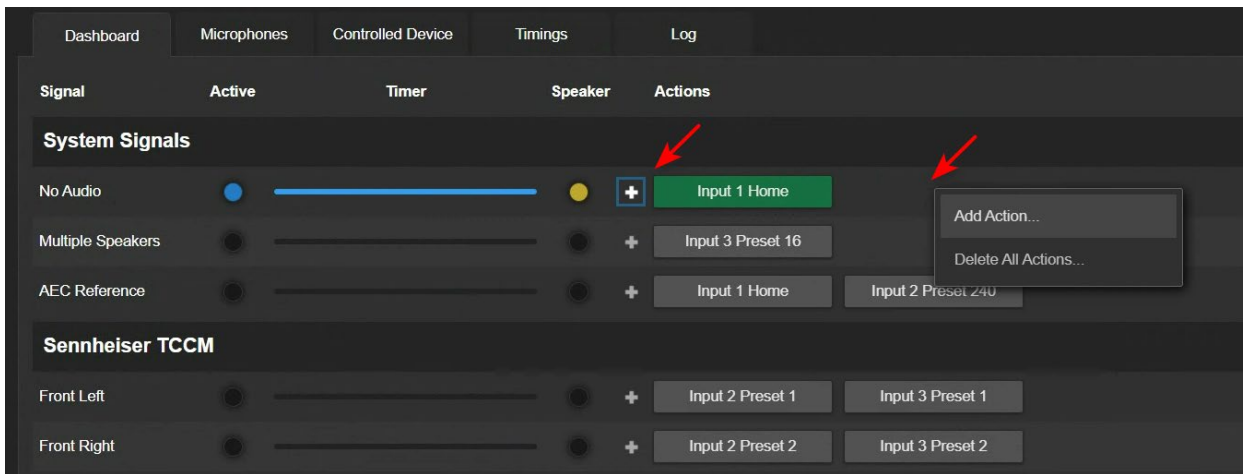 Dashboard Microphones Controlled Device Timings Log
Signal Active Timer Speaker Actions
System Signals
No Audio Input 1 Home
Add Action...
Multiple Speakers Input 3 Preset 16
Delete All Actions...
AEC Reference Input 1 Home Input 2 Preset 240
Sennheiser TCCM
Front Left Input 2 Preset 1 Input 3 Preset 1
Front Right Input 2 Preset 2 Input 3 Preset 2